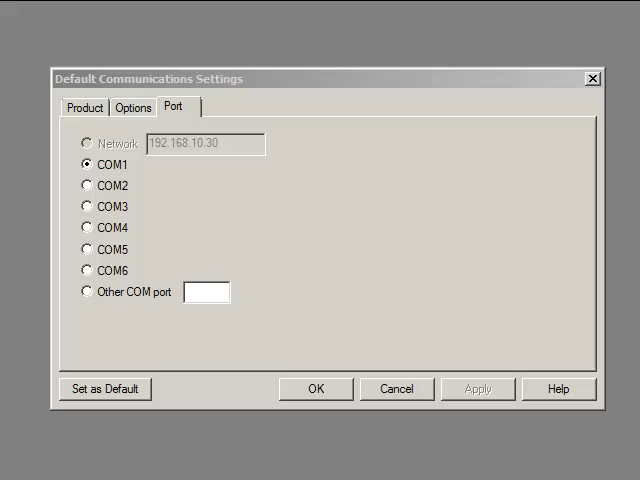 Default Communications Settings
Product Options Port
Network 192.168.10.30
COM1
COM2
COM3
COM4
COM5
COM6
Other COM port
Set as Default OK Cancel Apply Help